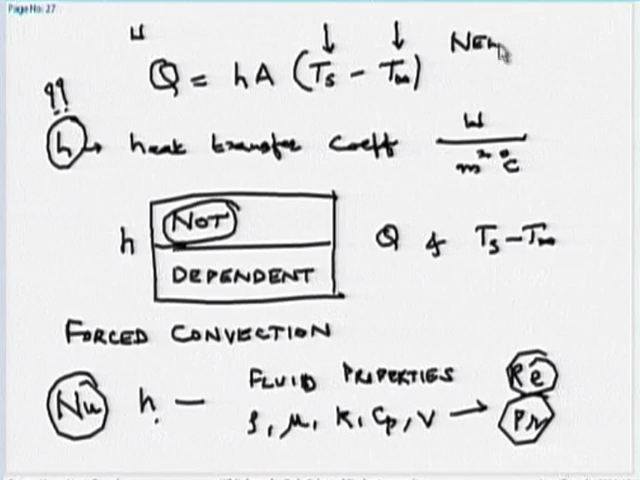 Page No: 27
W
Q = hA (Ts - T∞) NEW
!!
h → heat transfer coeff W / m² °C
h NOT DEPENDENT Q & Ts - T∞
FORCED CONVECTION
Nu h - FLUID PROPERTIES Re
ρ, μ, k, Cp, V → Pr